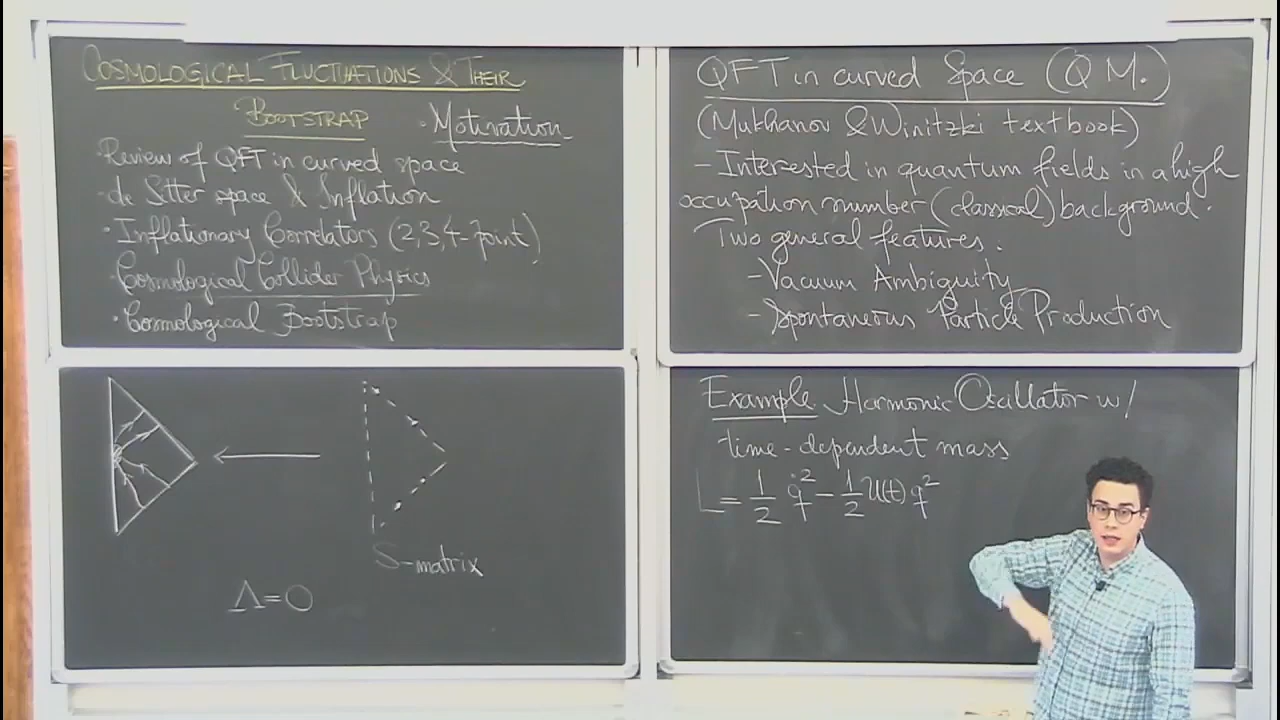 COSMOLOGICAL FLUCTUATIONS & THEIR
BOOTSTRAP
· Motivation
· Review of QFT in curved space
· de Sitter space & Inflation
· Inflationary Correlators (2,3,4-point)
· Cosmological Collider Physics
· Cosmological Bootstrap
S-matrix
Λ=0
QFT in curved Space (QM.)
(Mukhanov & Winitzki textbook)
- Interested in quantum fields in a high
occupation number (classical) background.
Two general features.
- Vacuum Ambiguity
- Spontaneous Particle Production
Example Harmonic Oscillator w/
time-dependent mass
L = 1/2 q̇² - 1/2 U(t) q²